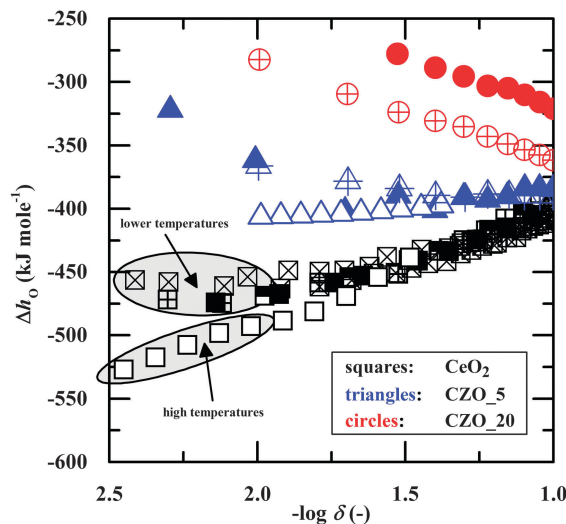 -250
-300
-350
-400
-450
-500
-550
-600
Δh_O (kJ mole⁻¹)
lower temperatures
high temperatures
squares: CeO₂
triangles: CZO_5
circles: CZO_20
2.5 2.0 1.5 1.0
-log δ (-)